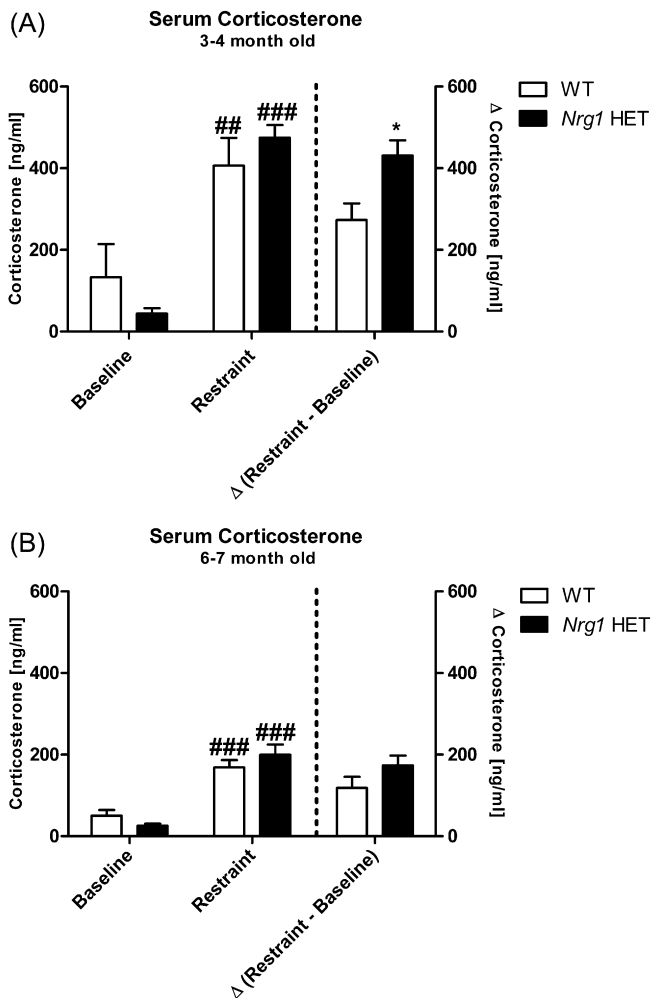 (A)
Serum Corticosterone
3-4 month old
Corticosterone [ng/ml]
600
400
200
0
## ###
*
600
400
200
0
Δ Corticosterone [ng/ml]
WT
Nrg1 HET
Baseline
Restraint
Δ (Restraint - Baseline)
(B)
Serum Corticosterone
6-7 month old
Corticosterone [ng/ml]
600
400
200
0
### ###
600
400
200
0
Δ Corticosterone [ng/ml]
WT
Nrg1 HET
Baseline
Restraint
Δ (Restraint - Baseline)